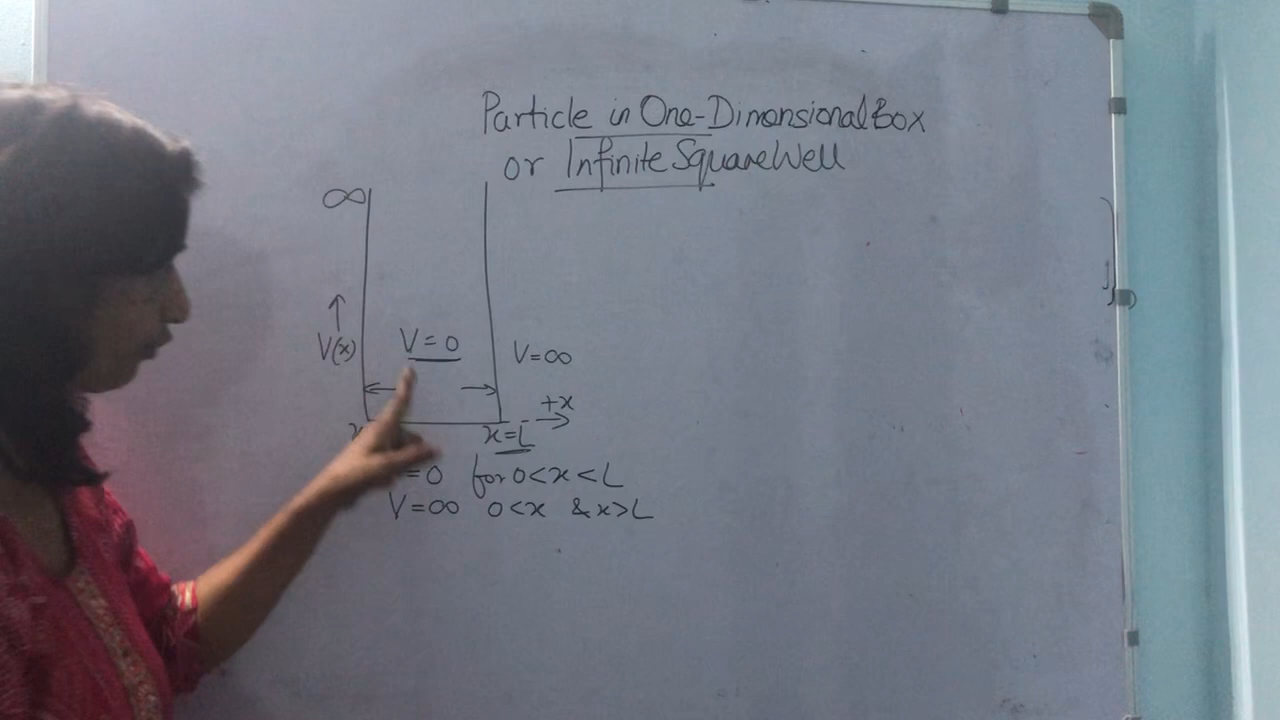 Particle in One-Dimensional Box
or Infinite Square Well
∞
V(x)
V = 0
V = ∞
+x
x
x = L
= 0 for 0 < x < L
V = ∞ 0 < x & x > L